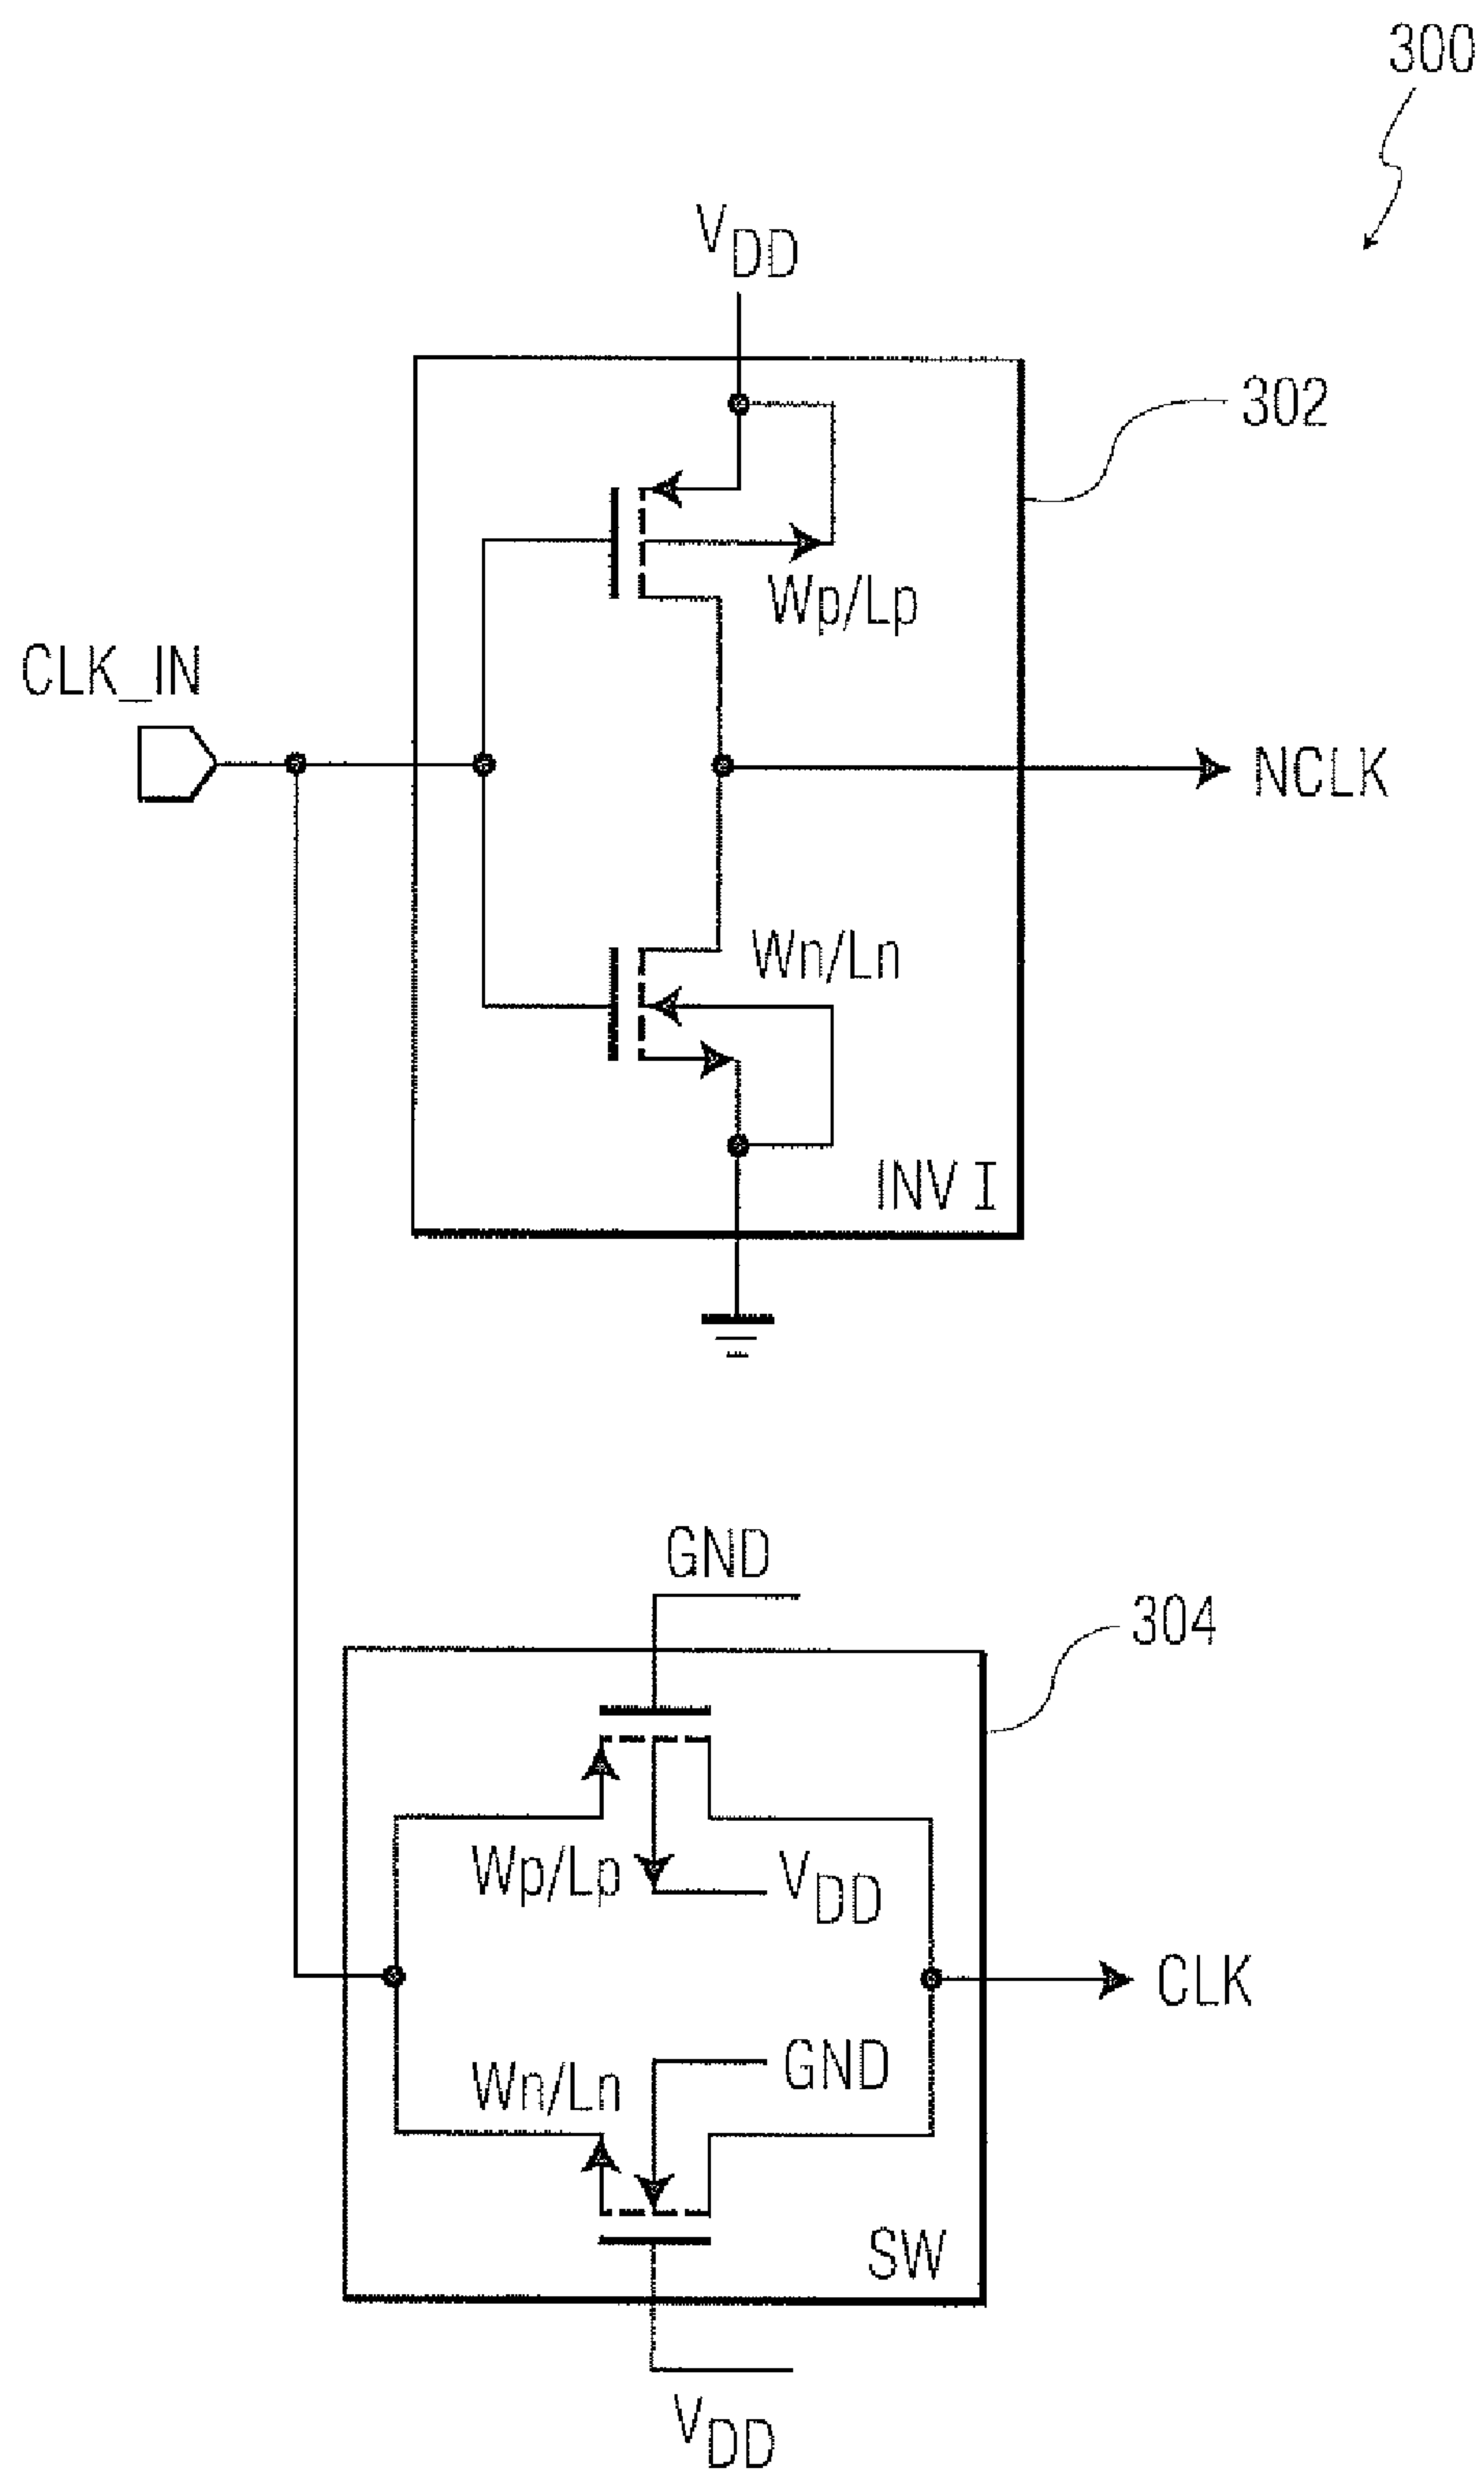 300
VDD
302
Wp/Lp
CLK_IN
NCLK
Wn/Ln
INV I
GND
304
Wp/Lp
VDD
CLK
GND
Wn/Ln
SW
VDD